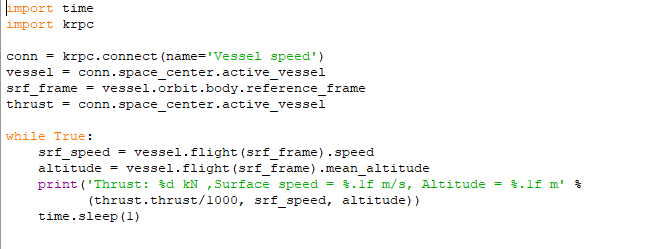 import time
import krpc

conn = krpc.connect(name='Vessel speed')
vessel = conn.space_center.active_vessel
srf_frame = vessel.orbit.body.reference_frame
thrust = conn.space_center.active_vessel

while True:
    srf_speed = vessel.flight(srf_frame).speed
    altitude = vessel.flight(srf_frame).mean_altitude
    print('Thrust: %d kN ,Surface speed = %.1f m/s, Altitude = %.1f m' %
          (thrust.thrust/1000, srf_speed, altitude))
    time.sleep(1)